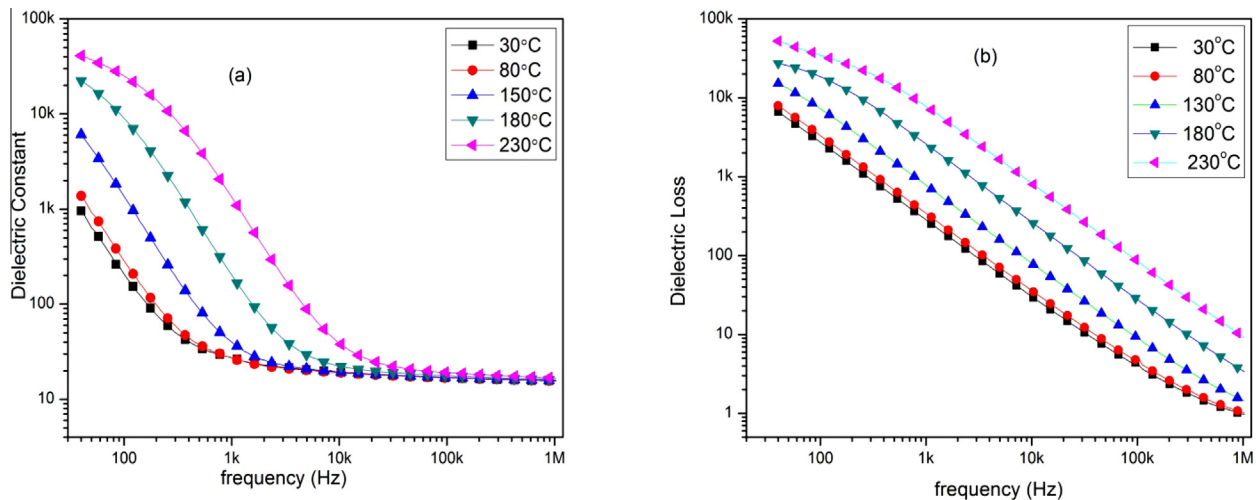 100k
10k
1k
100
10
Dielectric Constant
(a)
30°C
80°C
150°C
180°C
230°C
100 1k 10k 100k 1M
frequency (Hz)
100k
10k
1k
100
10
1
Dielectric Loss
(b)
30°C
80°C
130°C
180°C
230°C
100 1k 10k 100k 1M
frequency (Hz)